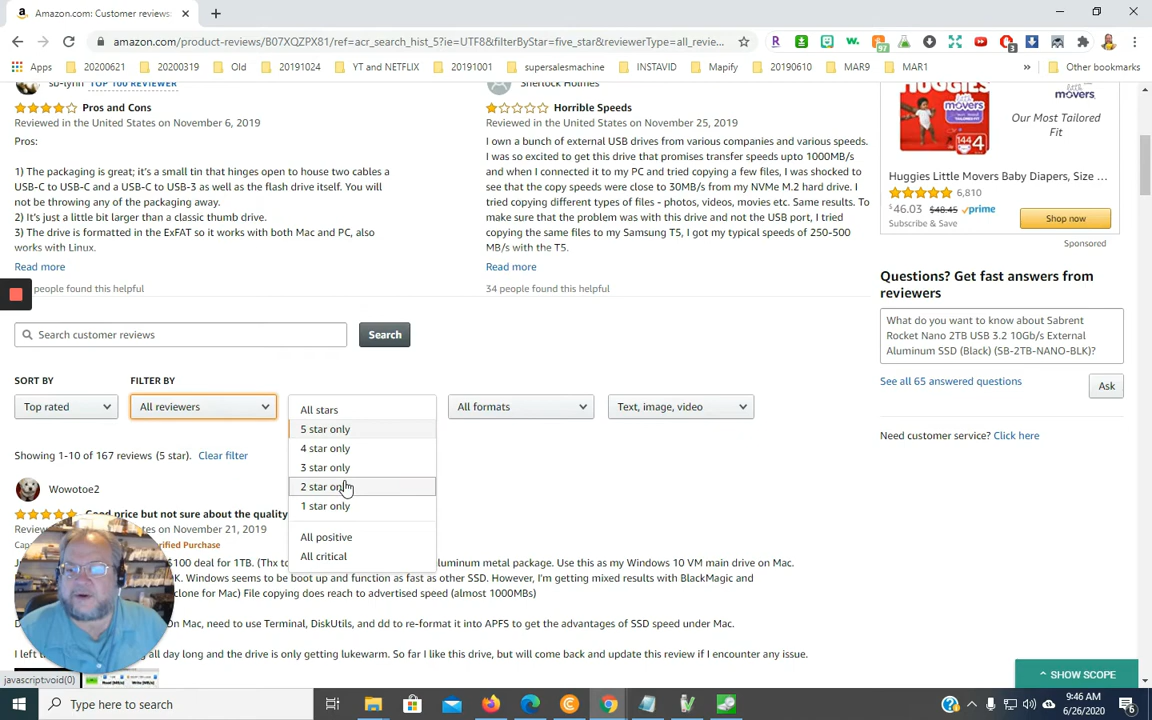 Amazon.com: Customer reviews:
amazon.com/product-reviews/B07XQZPX81/ref=acr_search_hist_5?ie=UTF8&filterByStar=five_star&reviewerType=all_revie...
Apps 20200621 20200319 Old 20191024 YT and NETFLIX 20191001 supersalesmachine INSTAVID Mapify 20190610 MAR9 MAR1 » Other bookmarks
su-lynn TOP 100 REVIEWER
Pros and Cons
Reviewed in the United States on November 6, 2019
Pros:
1) The packaging is great; it's a small tin that hinges open to house two cables a
USB-C to USB-C and a USB-C to USB-3 as well as the flash drive itself. You will
not be throwing any of the packaging away.
2) It's just a little bit larger than a classic thumb drive.
3) The drive is formatted in the ExFAT so it works with both Mac and PC, also
works with Linux.
Read more
people found this helpful
Sherlock Holmes
Horrible Speeds
Reviewed in the United States on November 25, 2019
I own a bunch of external USB drives from various companies and various speeds.
I was so excited to get this drive that promises transfer speeds upto 1000MB/s
and when I connected it to my PC and tried copying a few files, I was shocked to
see that the copy speeds were close to 30MB/s from my NVMe M.2 hard drive. I
tried copying different types of files - photos, videos, movies etc. Same results. To
make sure that the problem was with this drive and not the USB port, I tried
copying the same files to my Samsung T5, I got my typical speeds of 250-500
MB/s with the T5.
Read more
34 people found this helpful
HUGGIES
little movers
144 4
little
movers
Our Most Tailored
Fit
Huggies Little Movers Baby Diapers, Size ...
6,810
$46.03 $48.45 prime
Subscribe & Save
Shop now
Sponsored
Questions? Get fast answers from
reviewers
What do you want to know about Sabrent
Rocket Nano 2TB USB 3.2 10Gb/s External
Aluminum SSD (Black) (SB-2TB-NANO-BLK)?
See all 65 answered questions
Ask
Need customer service? Click here
Search customer reviews
Search
SORT BY
FILTER BY
Top rated
All reviewers
All stars
5 star only
4 star only
3 star only
2 star only
1 star only
All positive
All critical
All formats
Text, image, video
Showing 1-10 of 167 reviews (5 star). Clear filter
Wowotoe2
Good price but not sure about the quality
tes on November 21, 2019
erified Purchase
$100 deal for 1TB. (Thx to
uminum metal package. Use this as my Windows 10 VM main drive on Mac.
K. Windows seems to be boot up and function as fast as other SSD. However, I'm getting mixed results with BlackMagic and
clone for Mac) File copying does reach to advertised speed (almost 1000MBs)
On Mac, need to use Terminal, DiskUtils, and dd to re-format it into APFS to get the advantages of SSD speed under Mac.
I left all day long and the drive is only getting lukewarm. So far I like this drive, but will come back and update this review if I encounter any issue.
javascript:void(0)
SHOW SCOPE
Type here to search
9:46 AM
6/26/2020